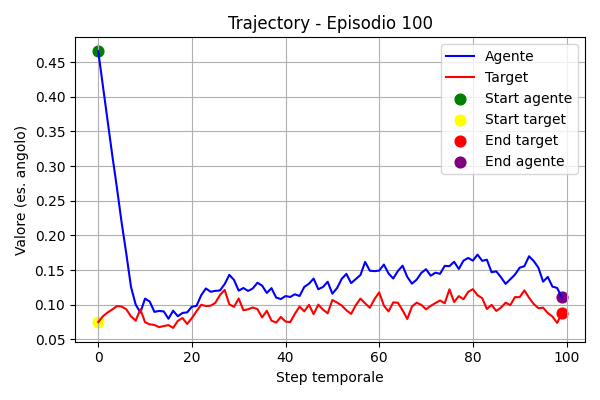 Trajectory - Episodio 100
Valore (es. angolo)
0.45
0.40
0.35
0.30
0.25
0.20
0.15
0.10
0.05
Agente
Target
Start agente
Start target
End target
End agente
0 20 40 60 80 100
Step temporale